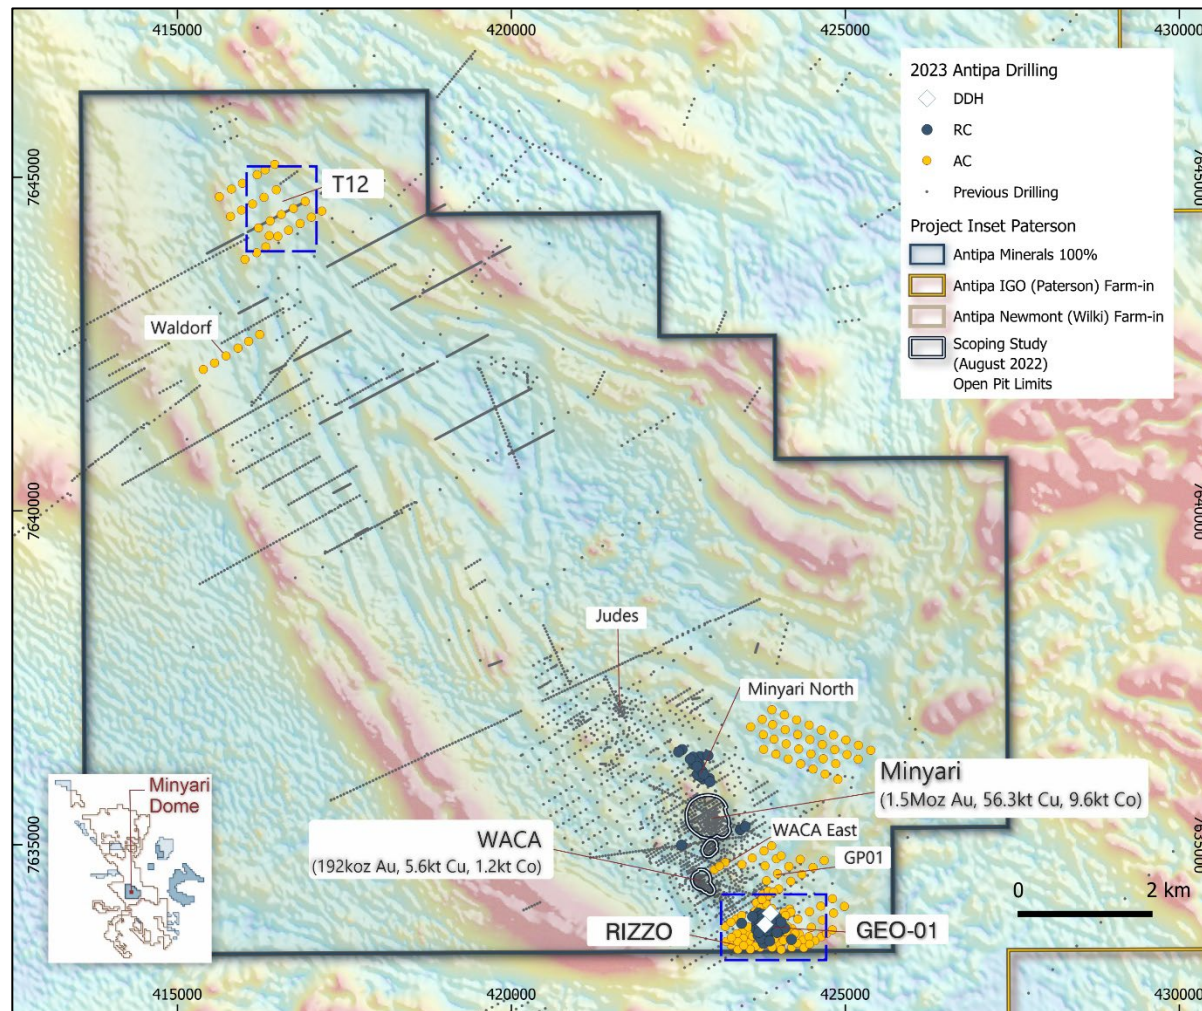 415000
420000
425000
430000
7645000
7645000
2023 Antipa Drilling
DDH
RC
AC
Previous Drilling
Project Inset Paterson
Antipa Minerals 100%
Antipa IGO (Paterson) Farm-in
Antipa Newmont (Wilki) Farm-in
Scoping Study
(August 2022)
Open Pit Limits
T12
Waldorf
7640000
7640000
Judes
Minyari North
Minyari
(1.5Moz Au, 56.3kt Cu, 9.6kt Co)
Minyari
Dome
WACA
(192koz Au, 5.6kt Cu, 1.2kt Co)
WACA East
GP01
7635000
7635000
0 2 km
RIZZO
GEO-01
415000
420000
425000
430000